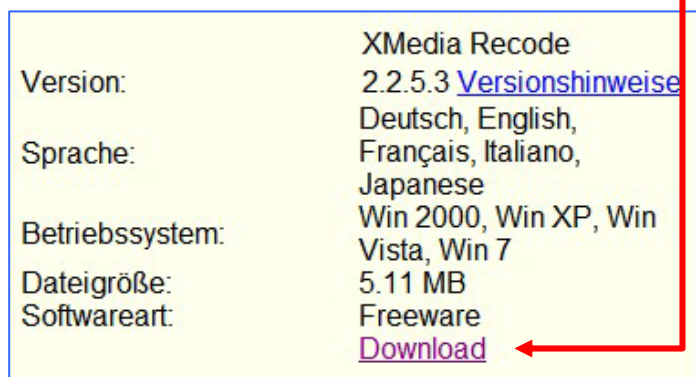 XMedia Recode
Version: 2.2.5.3 Versionshinweise
Sprache: Deutsch, English,
Français, Italiano,
Japanese
Betriebssystem: Win 2000, Win XP, Win
Vista, Win 7
Dateigröße: 5.11 MB
Softwareart: Freeware
Download